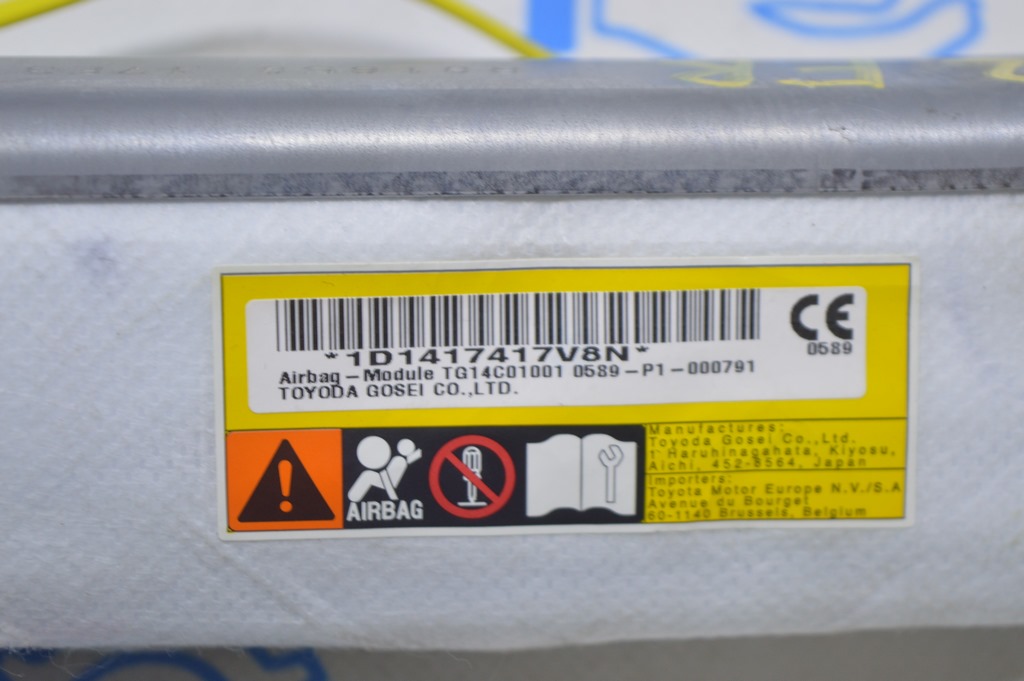 *1D1417417V8N*
Airbag-Module TG14C01001 0589-P1-000791
TOYODA GOSEI CO.,LTD.
CE
0589
AIRBAG
Manufactures:
Toyoda Gosei Co.,Ltd.
1 Haruhinagahata, Kiyosu,
Aichi, 452-8564, Japan
Importers:
Toyota Motor Europe N.V./S.A
Avenue du Bourget
60-1140 Brussels, Belgium